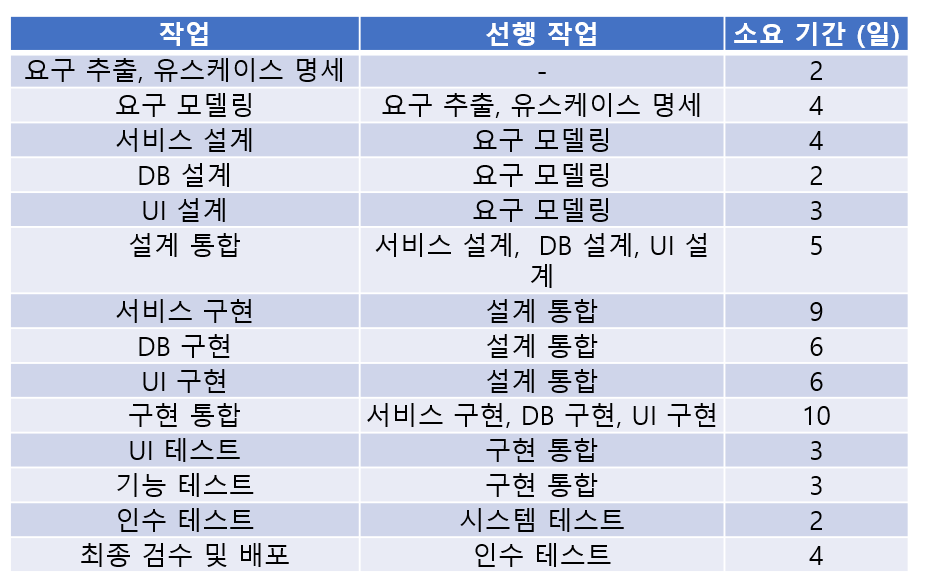 작업 선행 작업 소요 기간 (일)
요구 추출, 유스케이스 명세 - 2
요구 모델링 요구 추출, 유스케이스 명세 4
서비스 설계 요구 모델링 4
DB 설계 요구 모델링 2
UI 설계 요구 모델링 3
설계 통합 서비스 설계, DB 설계, UI 설 5
계
서비스 구현 설계 통합 9
DB 구현 설계 통합 6
UI 구현 설계 통합 6
구현 통합 서비스 구현, DB 구현, UI 구현 10
UI 테스트 구현 통합 3
기능 테스트 구현 통합 3
인수 테스트 시스템 테스트 2
최종 검수 및 배포 인수 테스트 4